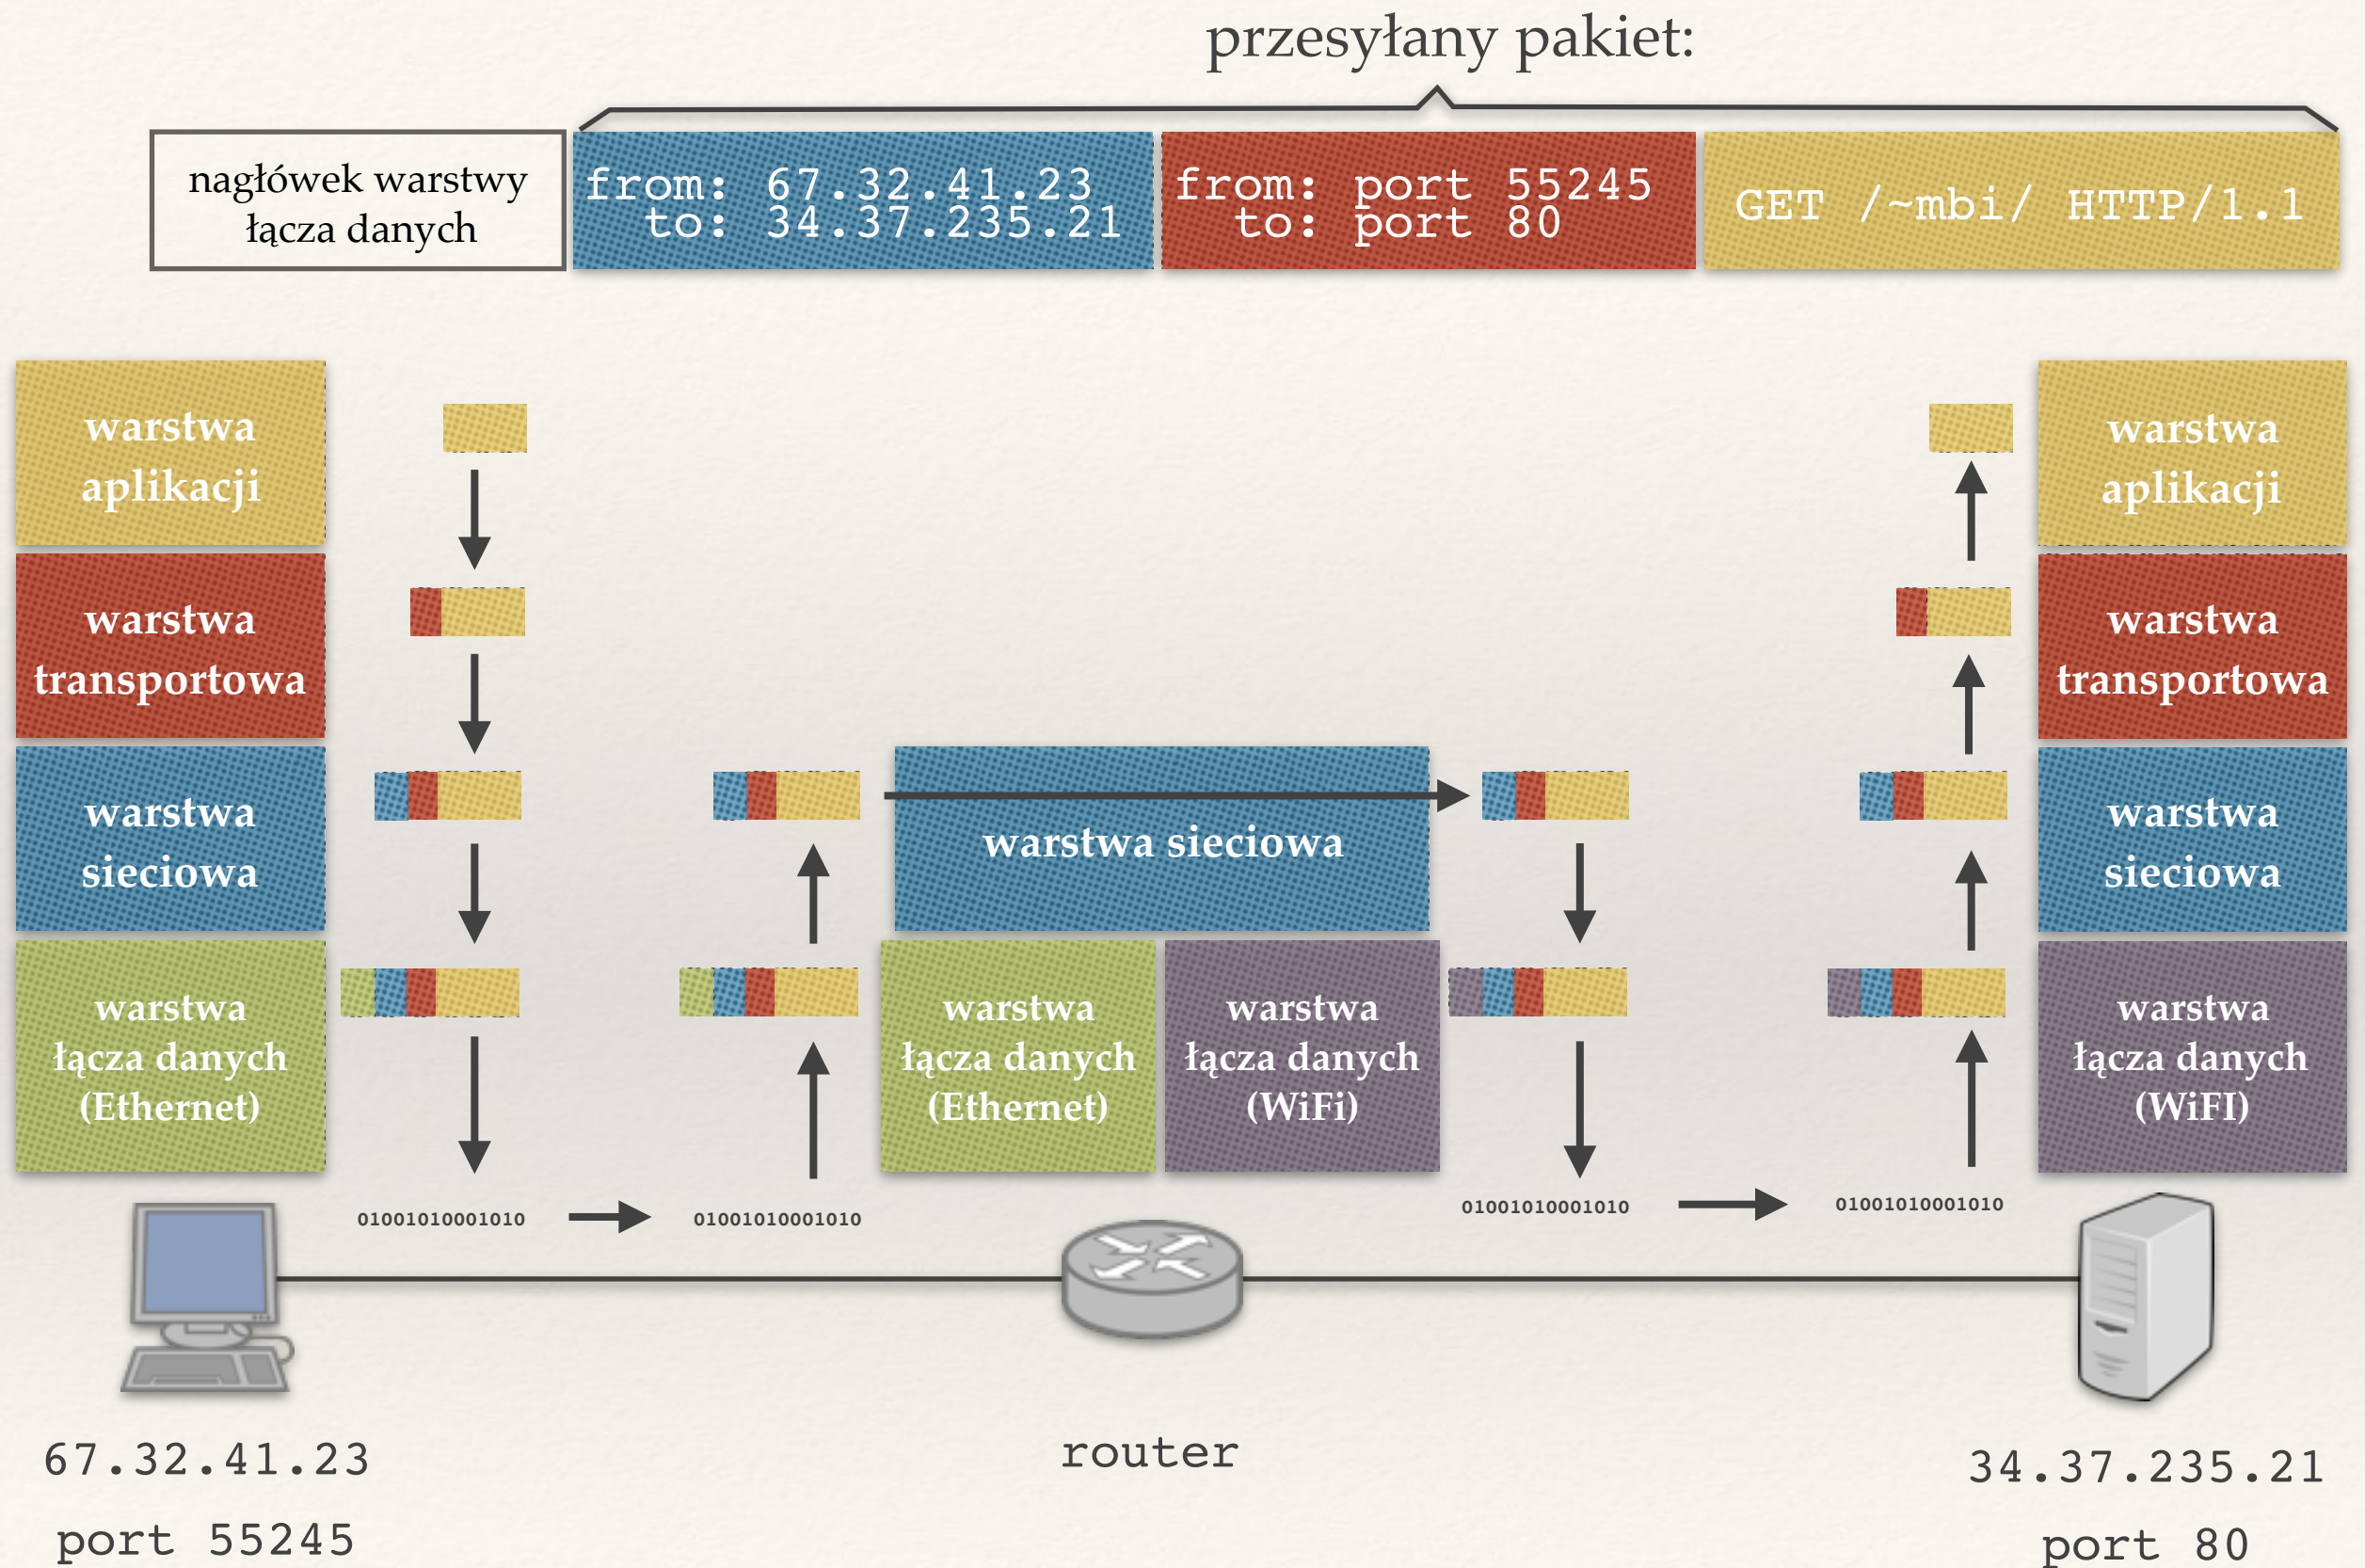 przesyłany pakiet:
nagłówek warstwy
łącza danych
from: 67.32.41.23
to: 34.37.235.21
from: port 55245
to: port 80
GET /~mbi/ HTTP/1.1
warstwa
aplikacji
warstwa
transportowa
warstwa
sieciowa
warstwa
łącza danych
(Ethernet)
warstwa sieciowa
warstwa
łącza danych
(Ethernet)
warstwa
łącza danych
(WiFi)
warstwa
aplikacji
warstwa
transportowa
warstwa
sieciowa
warstwa
łącza danych
(WiFI)
01001010001010
01001010001010
01001010001010
01001010001010
67.32.41.23
port 55245
router
34.37.235.21
port 80